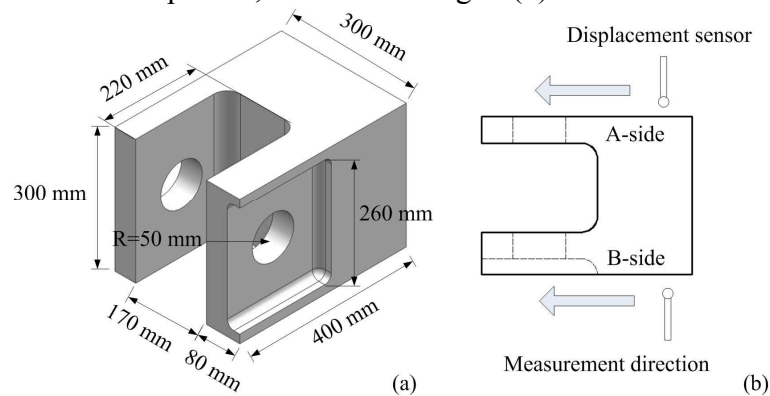 300 mm
220 mm
300 mm
R=50 mm
260 mm
170 mm
80 mm
400 mm
(a)
Displacement sensor
A-side
B-side
Measurement direction
(b)